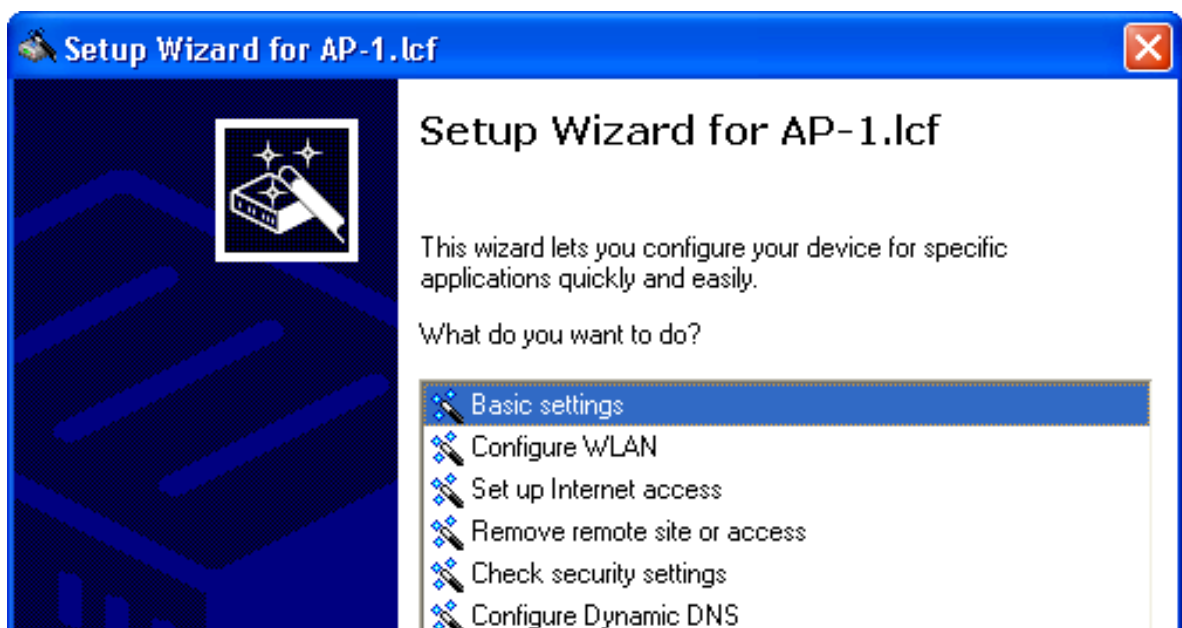 Setup Wizard for AP-1.lcf
Setup Wizard for AP-1.lcf
This wizard lets you configure your device for specific
applications quickly and easily.
What do you want to do?
Basic settings
Configure WLAN
Set up Internet access
Remove remote site or access
Check security settings
Configure Dynamic DNS